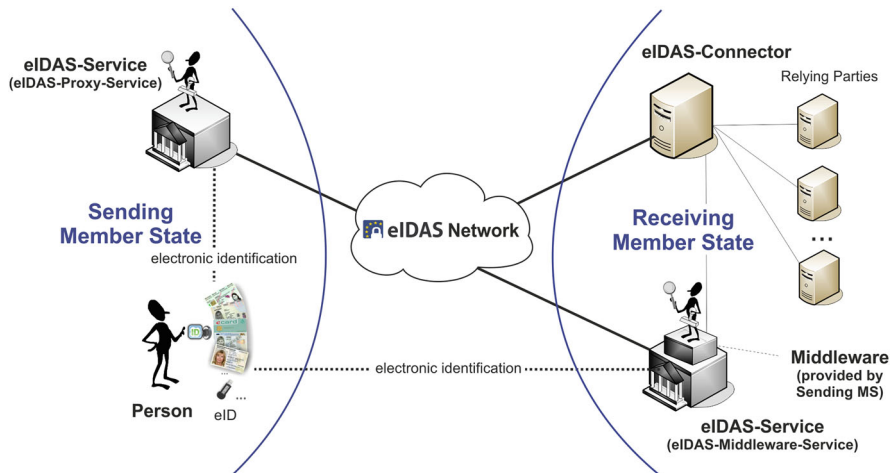 eIDAS-Service
(eIDAS-Proxy-Service)
eIDAS-Connector
Relying Parties
Sending
Member State
eIDAS Network
Receiving
Member State
...
electronic identification
ID
...
...
electronic identification
Person
eID
Middleware
(provided by
Sending MS)
eIDAS-Service
(eIDAS-Middleware-Service)